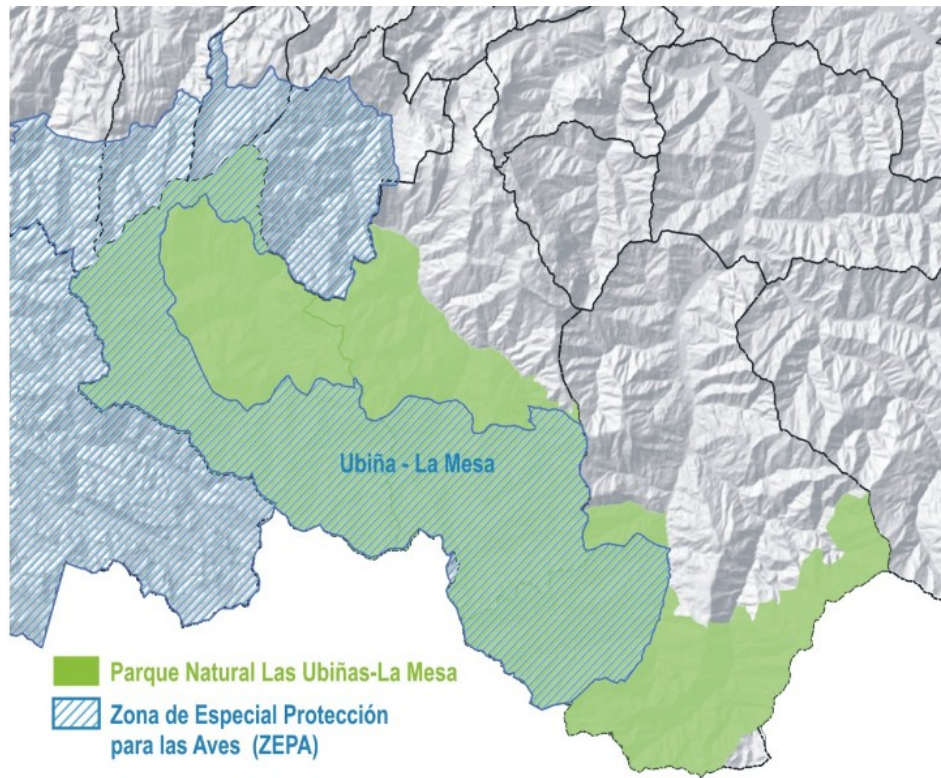 Ubiña - La Mesa
Parque Natural Las Ubiñas-La Mesa
Zona de Especial Protección
para las Aves (ZEPA)